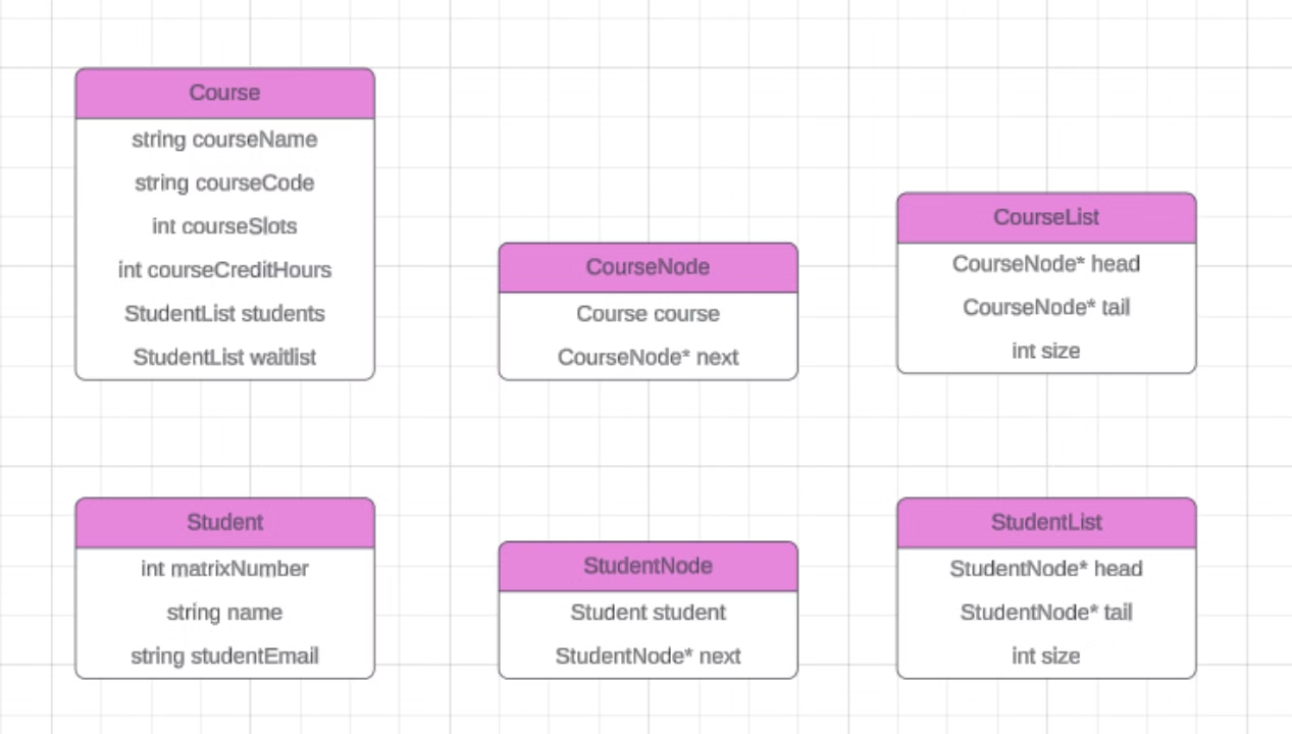 Course
string courseName
string courseCode
int courseSlots
int courseCreditHours
StudentList students
StudentList waitlist
CourseNode
Course course
CourseNode* next
CourseList
CourseNode* head
CourseNode* tail
int size
Student
int matrixNumber
string name
string studentEmail
StudentNode
Student student
StudentNode* next
StudentList
StudentNode* head
StudentNode* tail
int size